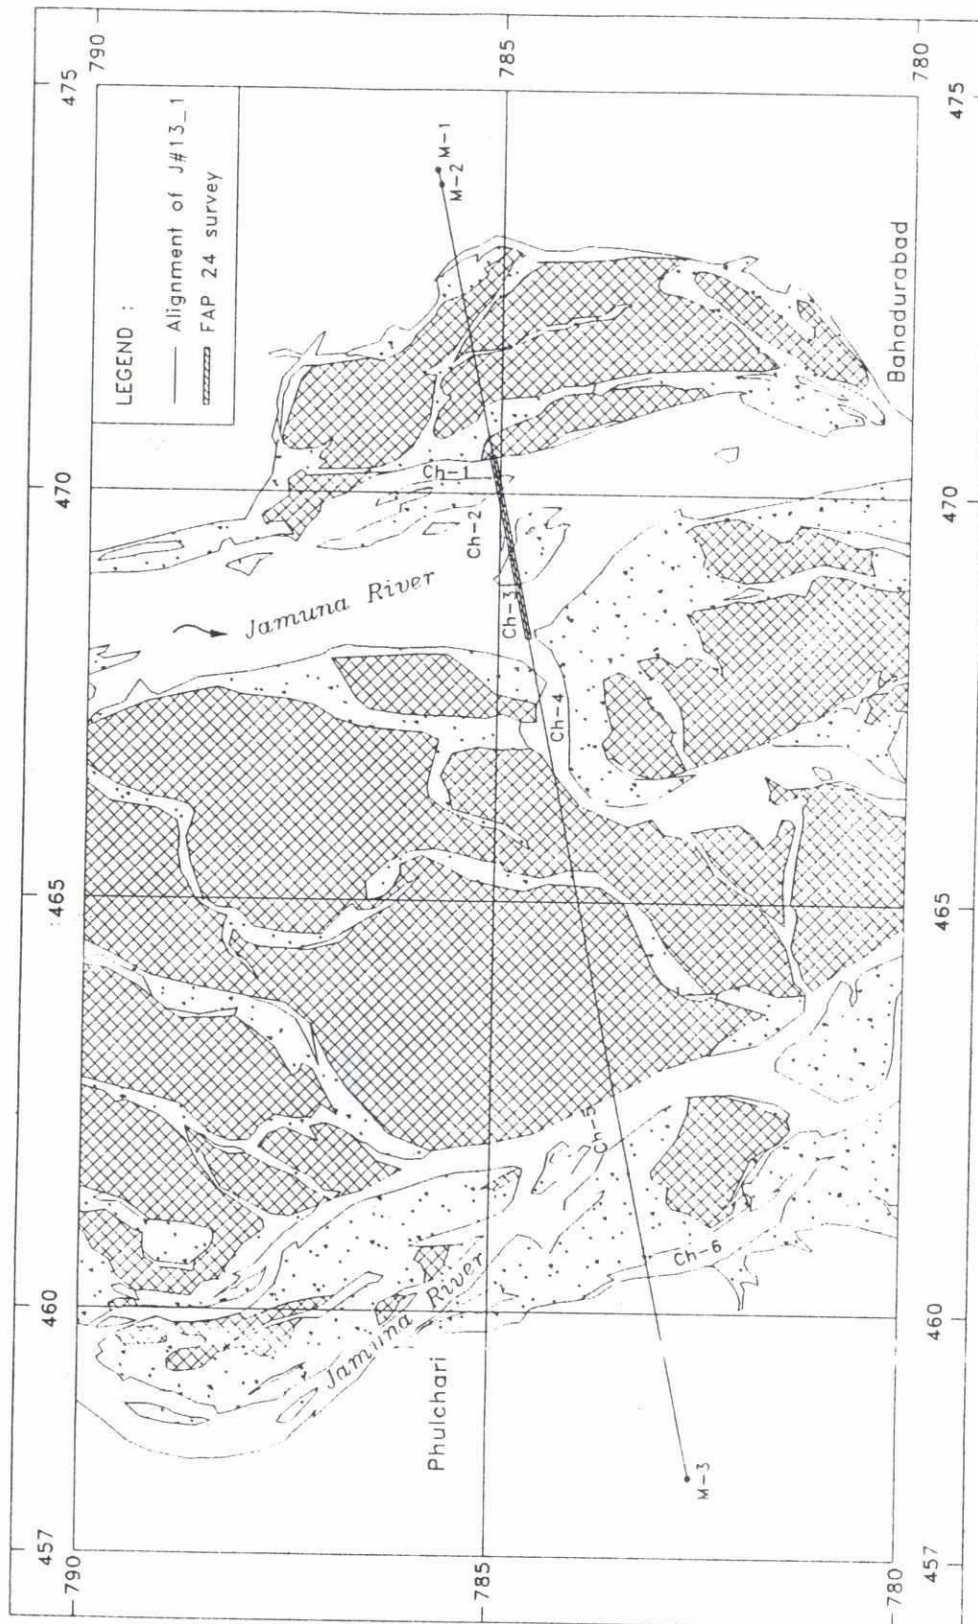 LEGEND :
Alignment of J#13_1
FAP 24 survey
457
460
465
470
475
790
790
785
785
780
780
457
460
465
470
475
Jamuna River
Jamuna River
Phulchari
Bahadurabad
M-3
Ch-6
Ch-5
Ch-4
Ch-3
Ch-2
Ch-1
M-2
M-1